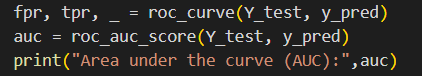 fpr, tpr, _ = roc_curve(Y_test, y_pred)
auc = roc_auc_score(Y_test, y_pred)
print("Area under the curve (AUC):",auc)